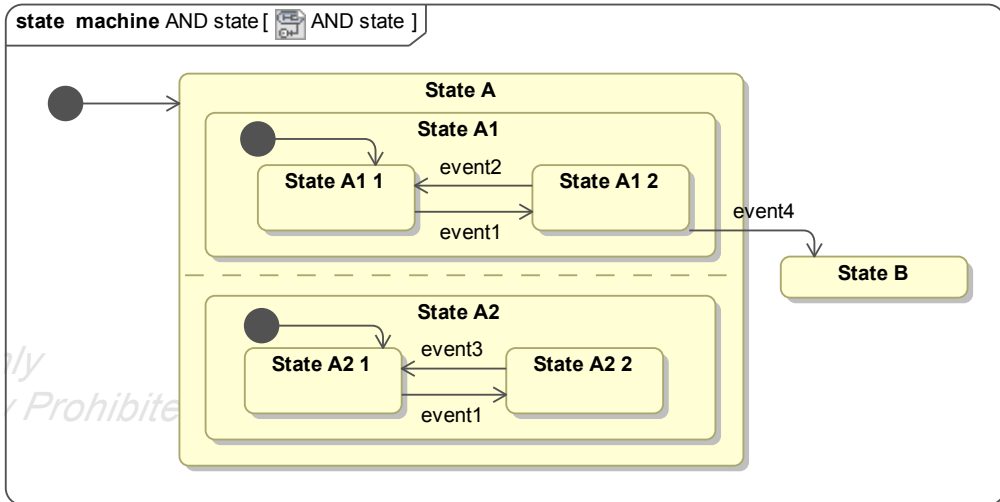 state machine AND state [ AND state ]
State A
State A1
State A1 1
event2
State A1 2
event1
event4
State B
State A2
State A2 1
event3
State A2 2
event1
Prohibite